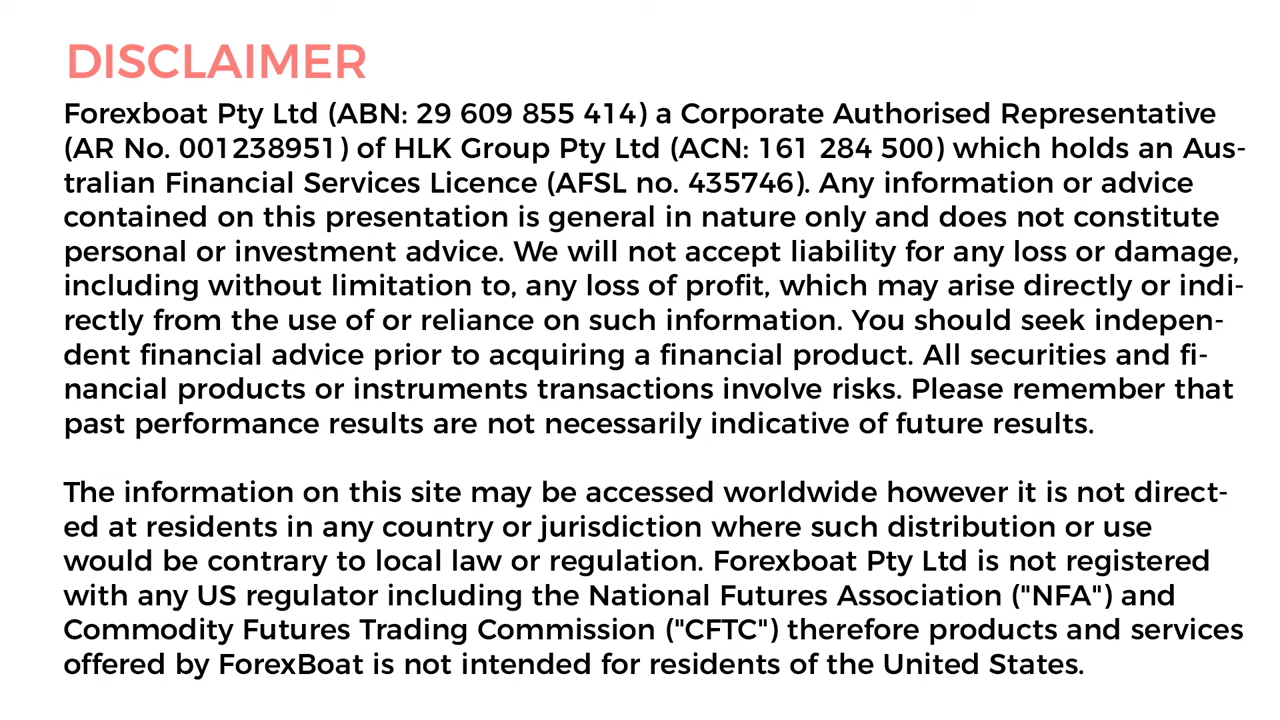 DISCLAIMER
Forexboat Pty Ltd (ABN: 29 609 855 414) a Corporate Authorised Representative
(AR No. 001238951) of HLK Group Pty Ltd (ACN: 161 284 500) which holds an Aus-
tralian Financial Services Licence (AFSL no. 435746). Any information or advice
contained on this presentation is general in nature only and does not constitute
personal or investment advice. We will not accept liability for any loss or damage,
including without limitation to, any loss of profit, which may arise directly or indi-
rectly from the use of or reliance on such information. You should seek indepen-
dent financial advice prior to acquiring a financial product. All securities and fi-
nancial products or instruments transactions involve risks. Please remember that
past performance results are not necessarily indicative of future results.
The information on this site may be accessed worldwide however it is not direct-
ed at residents in any country or jurisdiction where such distribution or use
would be contrary to local law or regulation. Forexboat Pty Ltd is not registered
with any US regulator including the National Futures Association ("NFA") and
Commodity Futures Trading Commission ("CFTC") therefore products and services
offered by ForexBoat is not intended for residents of the United States.